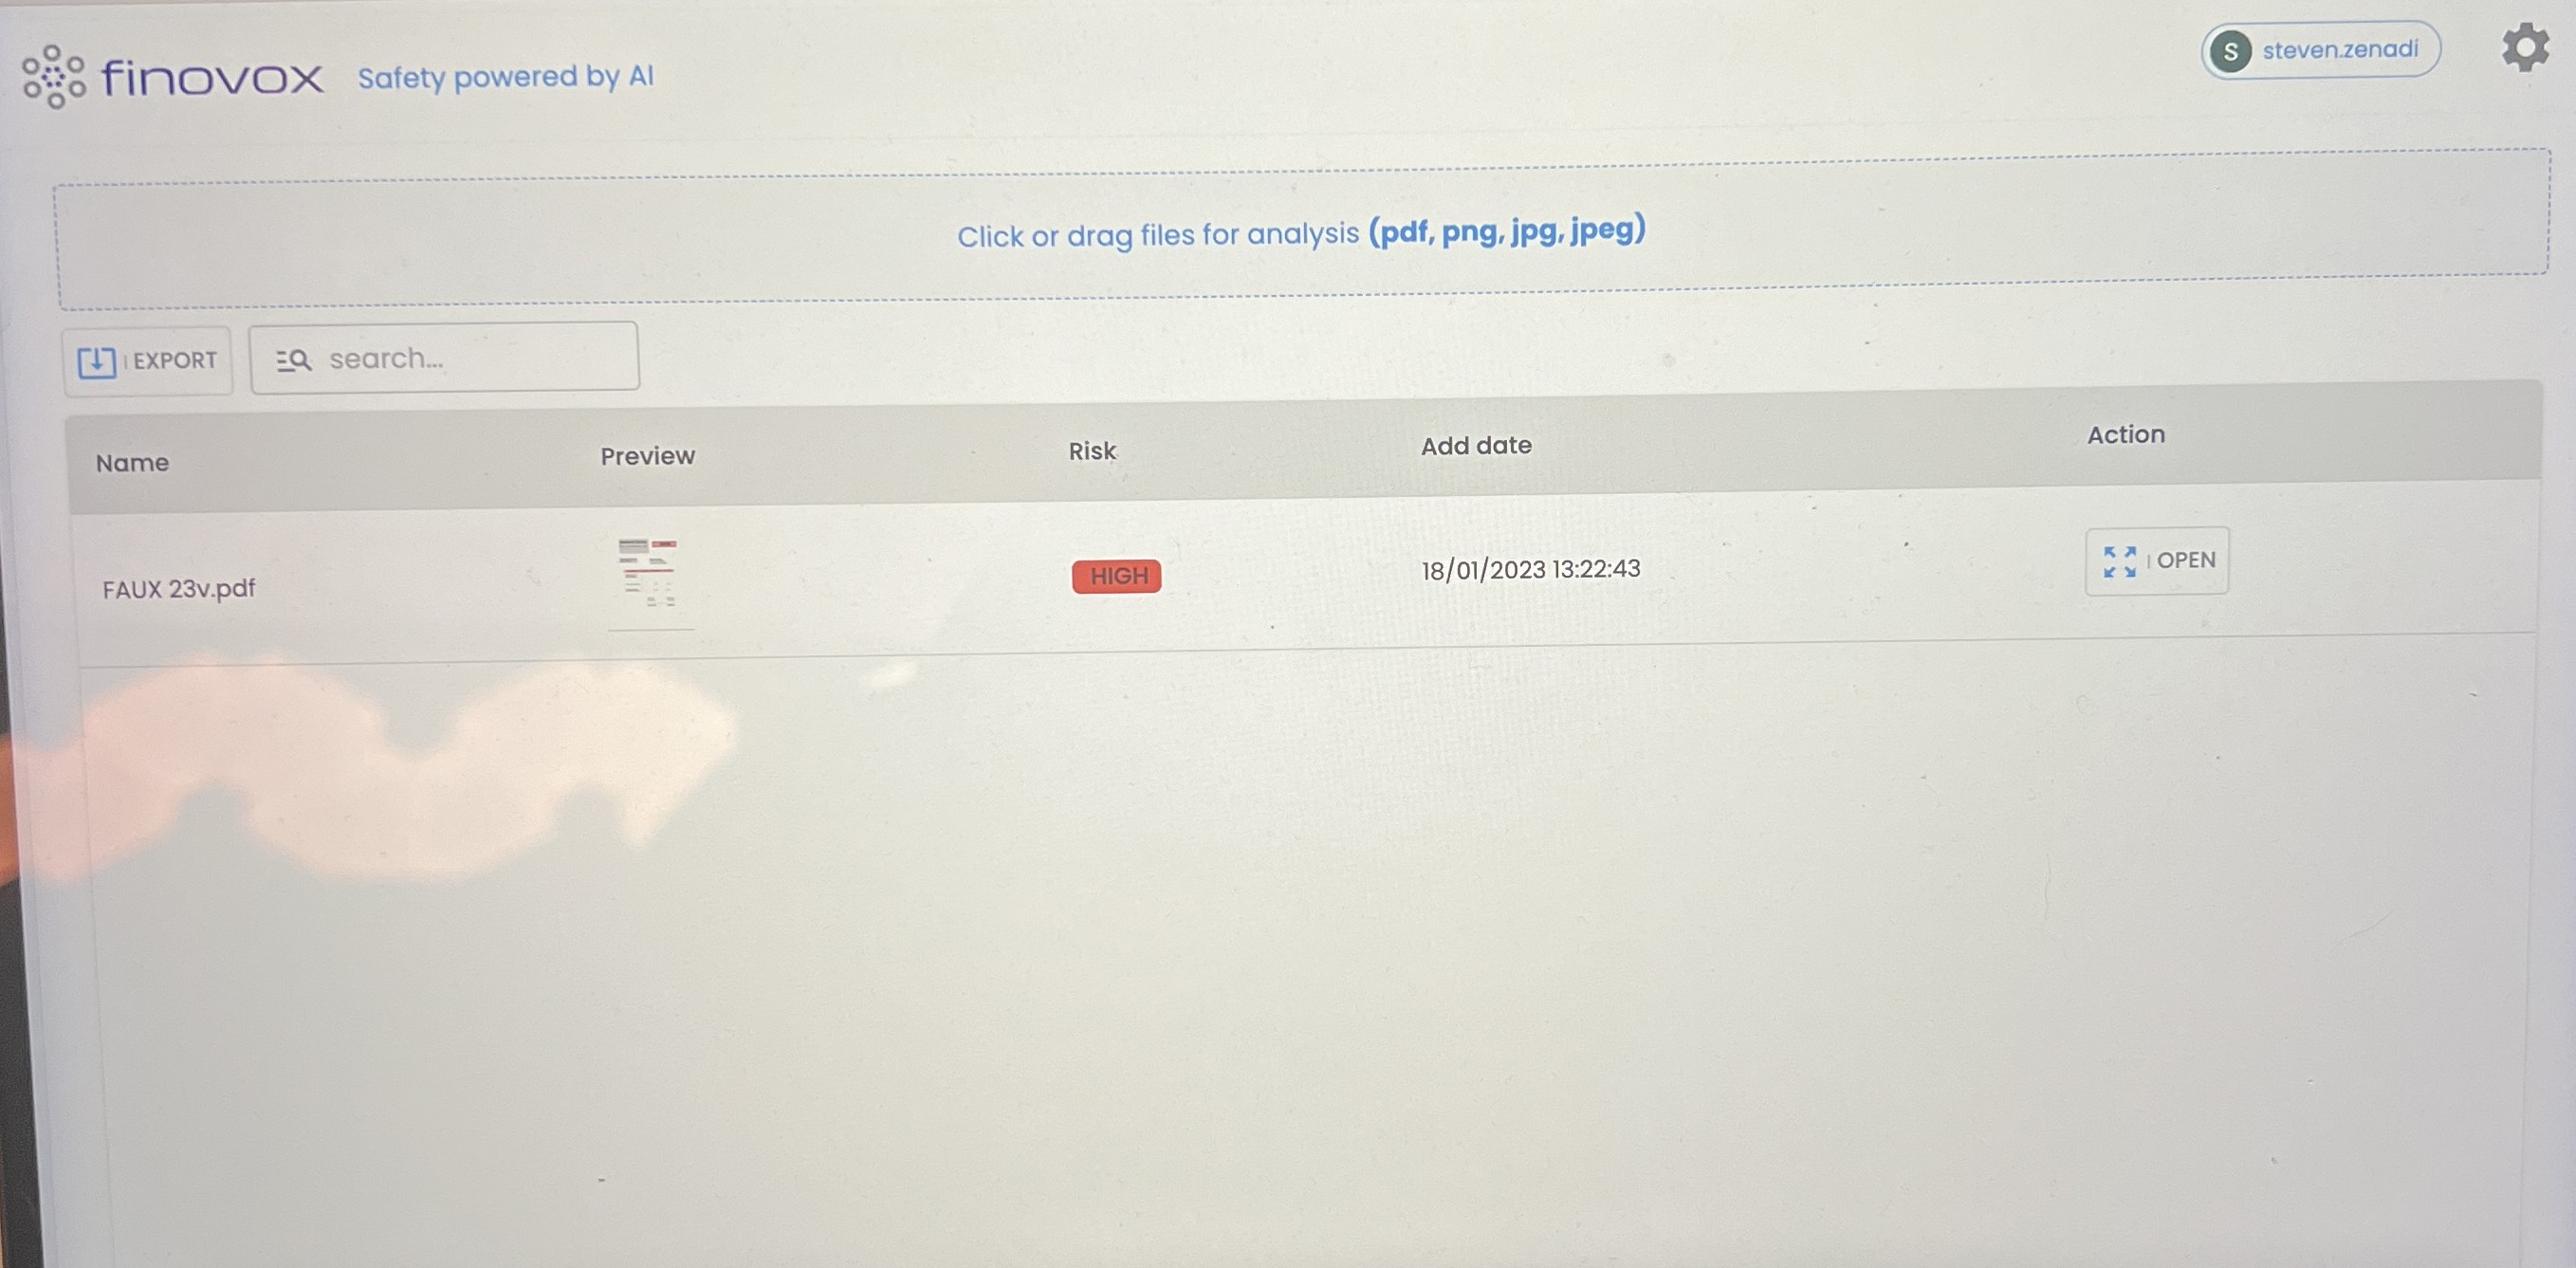 finovox Safety powered by AI
S steven.zenadi
Click or drag files for analysis (pdf, png, jpg, jpeg)
EXPORT search...
Name Preview Risk Add date Action
FAUX 23v.pdf HIGH 18/01/2023 13:22:43 OPEN